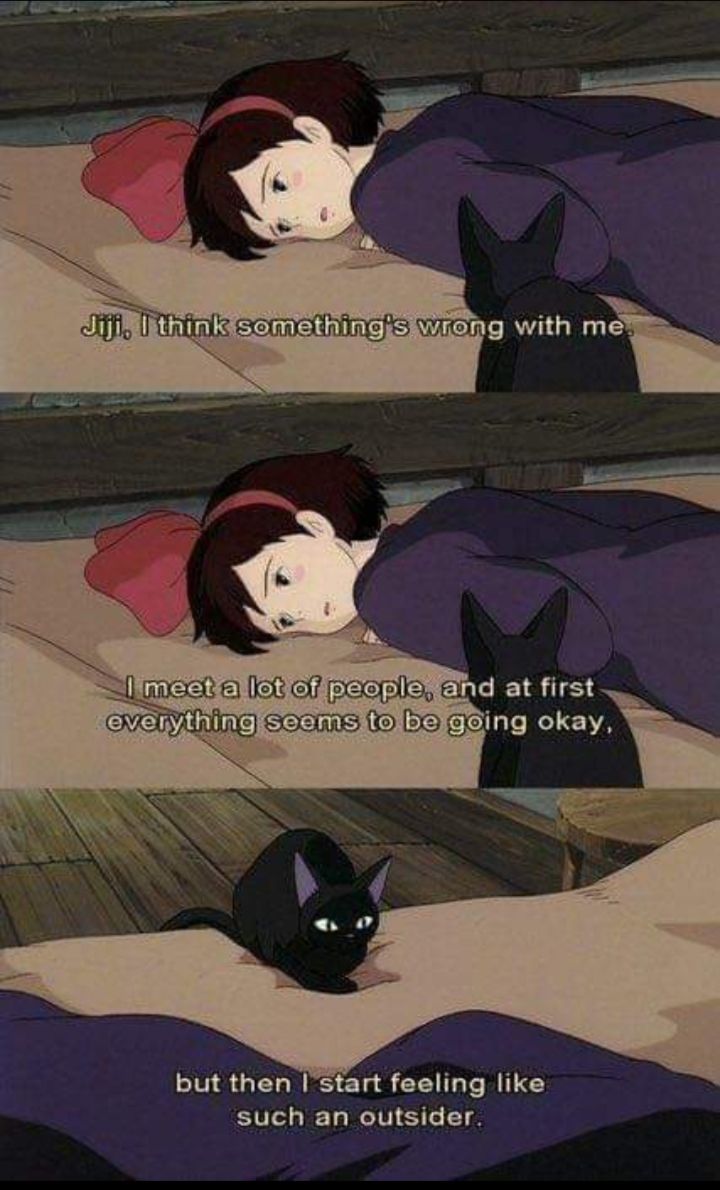 Jiji, I think something's wrong with me.
I meet a lot of people, and at first
everything seems to be going okay,
but then I start feeling like
such an outsider.